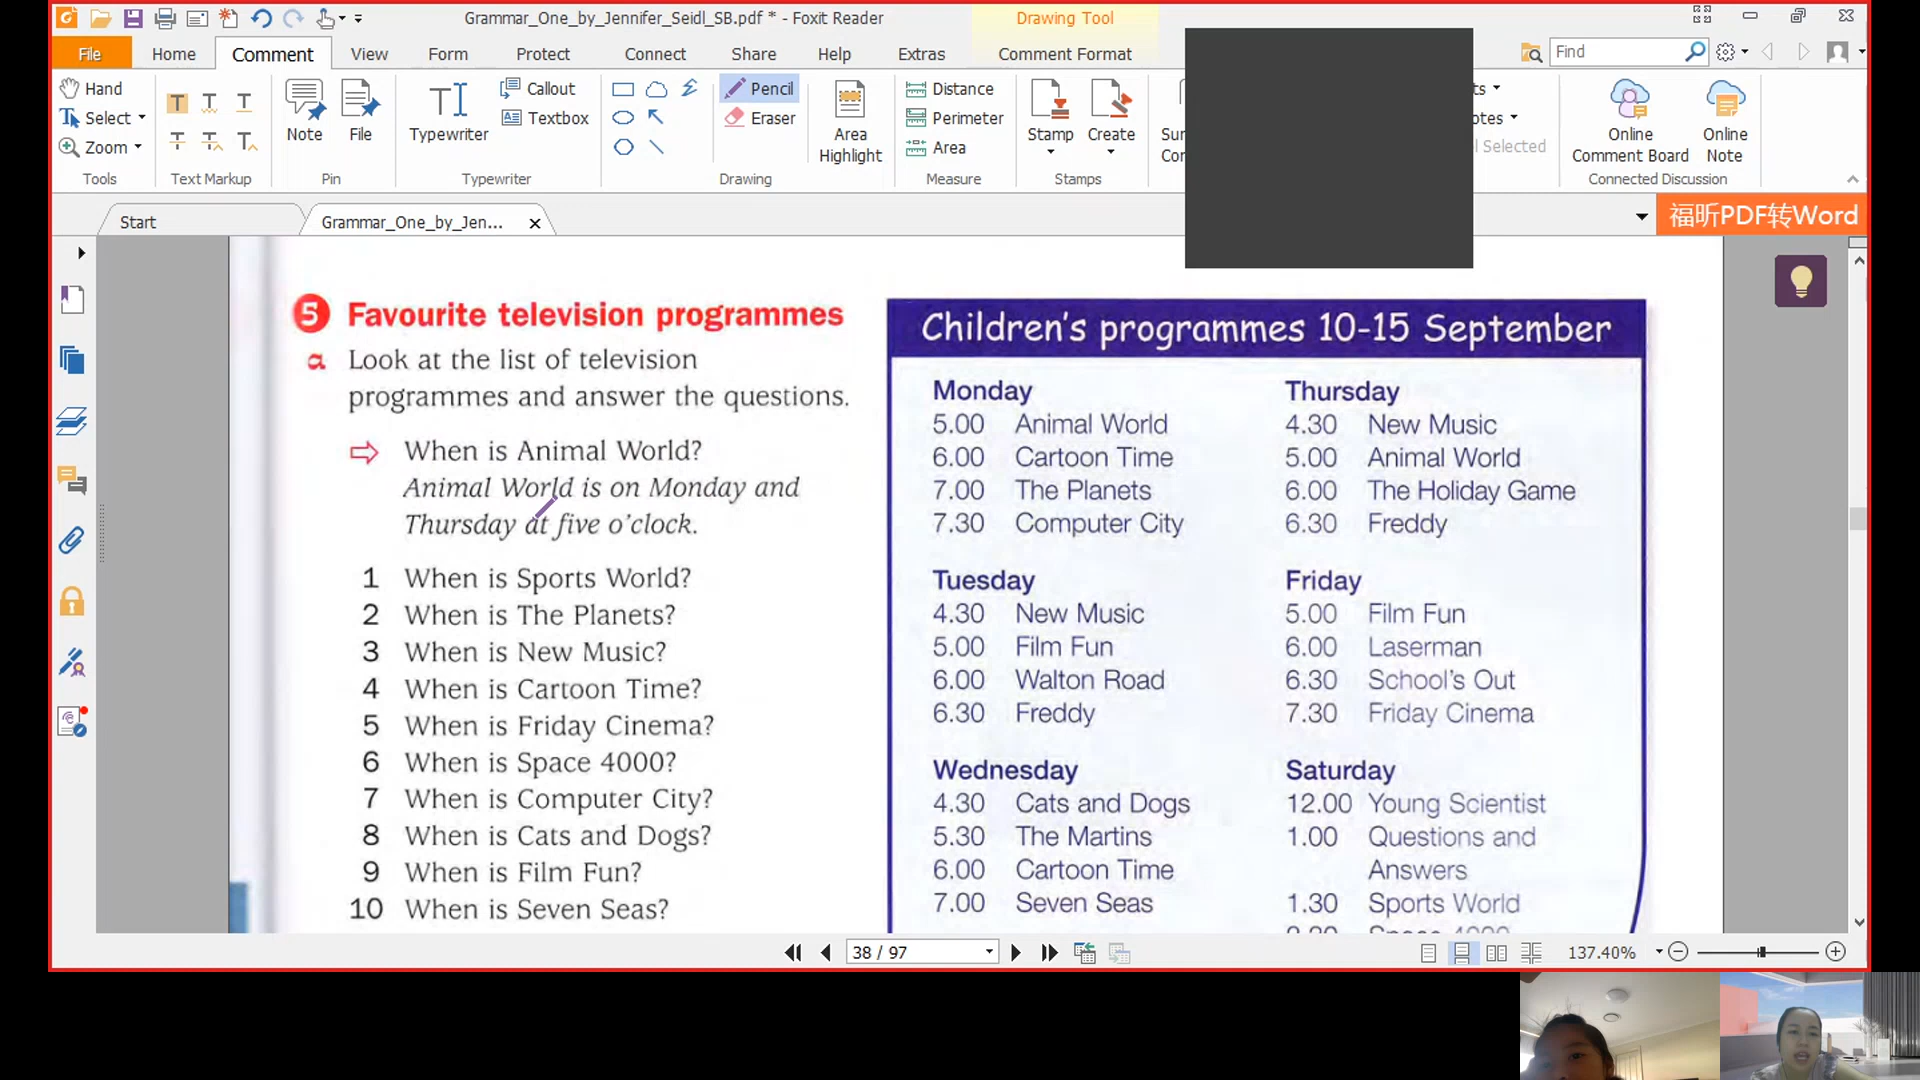 Grammar_One_by_Jennifer_Seidl_SB.pdf * - Foxit Reader
Drawing Tool
File
Home
Comment
View
Form
Protect
Connect
Share
Help
Extras
Comment Format
Find
Hand
Select
Zoom
Tools
Text Markup
Note
File
Pin
Typewriter
Callout
Textbox
Typewriter
Pencil
Eraser
Drawing
Area
Highlight
Distance
Perimeter
Area
Measure
Stamp
Create
Stamps
Selected
Online
Comment Board
Online
Note
Connected Discussion
Start
Grammar_One_by_Jen...
福昕PDF转Word
5 Favourite television programmes
a Look at the list of television
programmes and answer the questions.
When is Animal World?
Animal World is on Monday and
Thursday at five o'clock.
1 When is Sports World?
2 When is The Planets?
3 When is New Music?
4 When is Cartoon Time?
5 When is Friday Cinema?
6 When is Space 4000?
7 When is Computer City?
8 When is Cats and Dogs?
9 When is Film Fun?
10 When is Seven Seas?
Children's programmes 10-15 September
Monday
5.00 Animal World
6.00 Cartoon Time
7.00 The Planets
7.30 Computer City
Tuesday
4.30 New Music
5.00 Film Fun
6.00 Walton Road
6.30 Freddy
Wednesday
4.30 Cats and Dogs
5.30 The Martins
6.00 Cartoon Time
7.00 Seven Seas
Thursday
4.30 New Music
5.00 Animal World
6.00 The Holiday Game
6.30 Freddy
Friday
5.00 Film Fun
6.00 Laserman
6.30 School's Out
7.30 Friday Cinema
Saturday
12.00 Young Scientist
1.00 Questions and
Answers
1.30 Sports World
Space 4000
38 / 97
137.40%